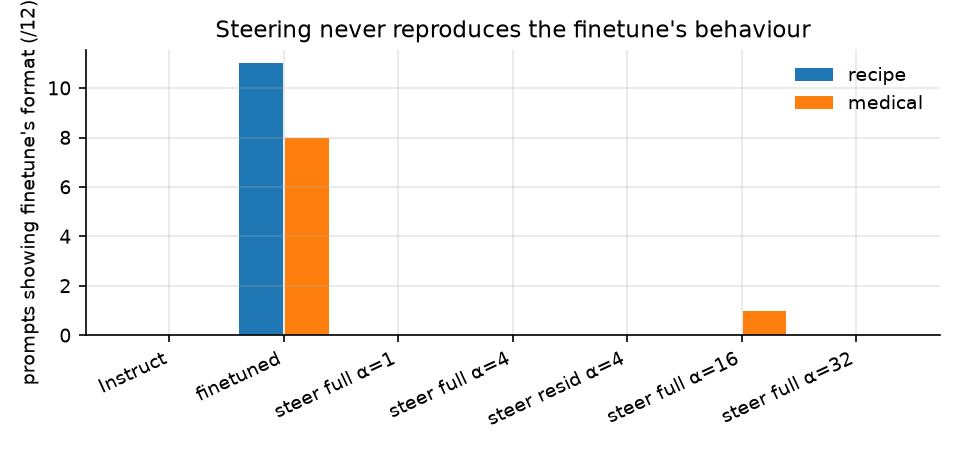 Steering never reproduces the finetune's behaviour
prompts showing finetune's format (/12)
10
8
6
4
2
0
recipe
medical
Instruct
finetuned
steer full α=1
steer full α=4
steer resid α=4
steer full α=16
steer full α=32